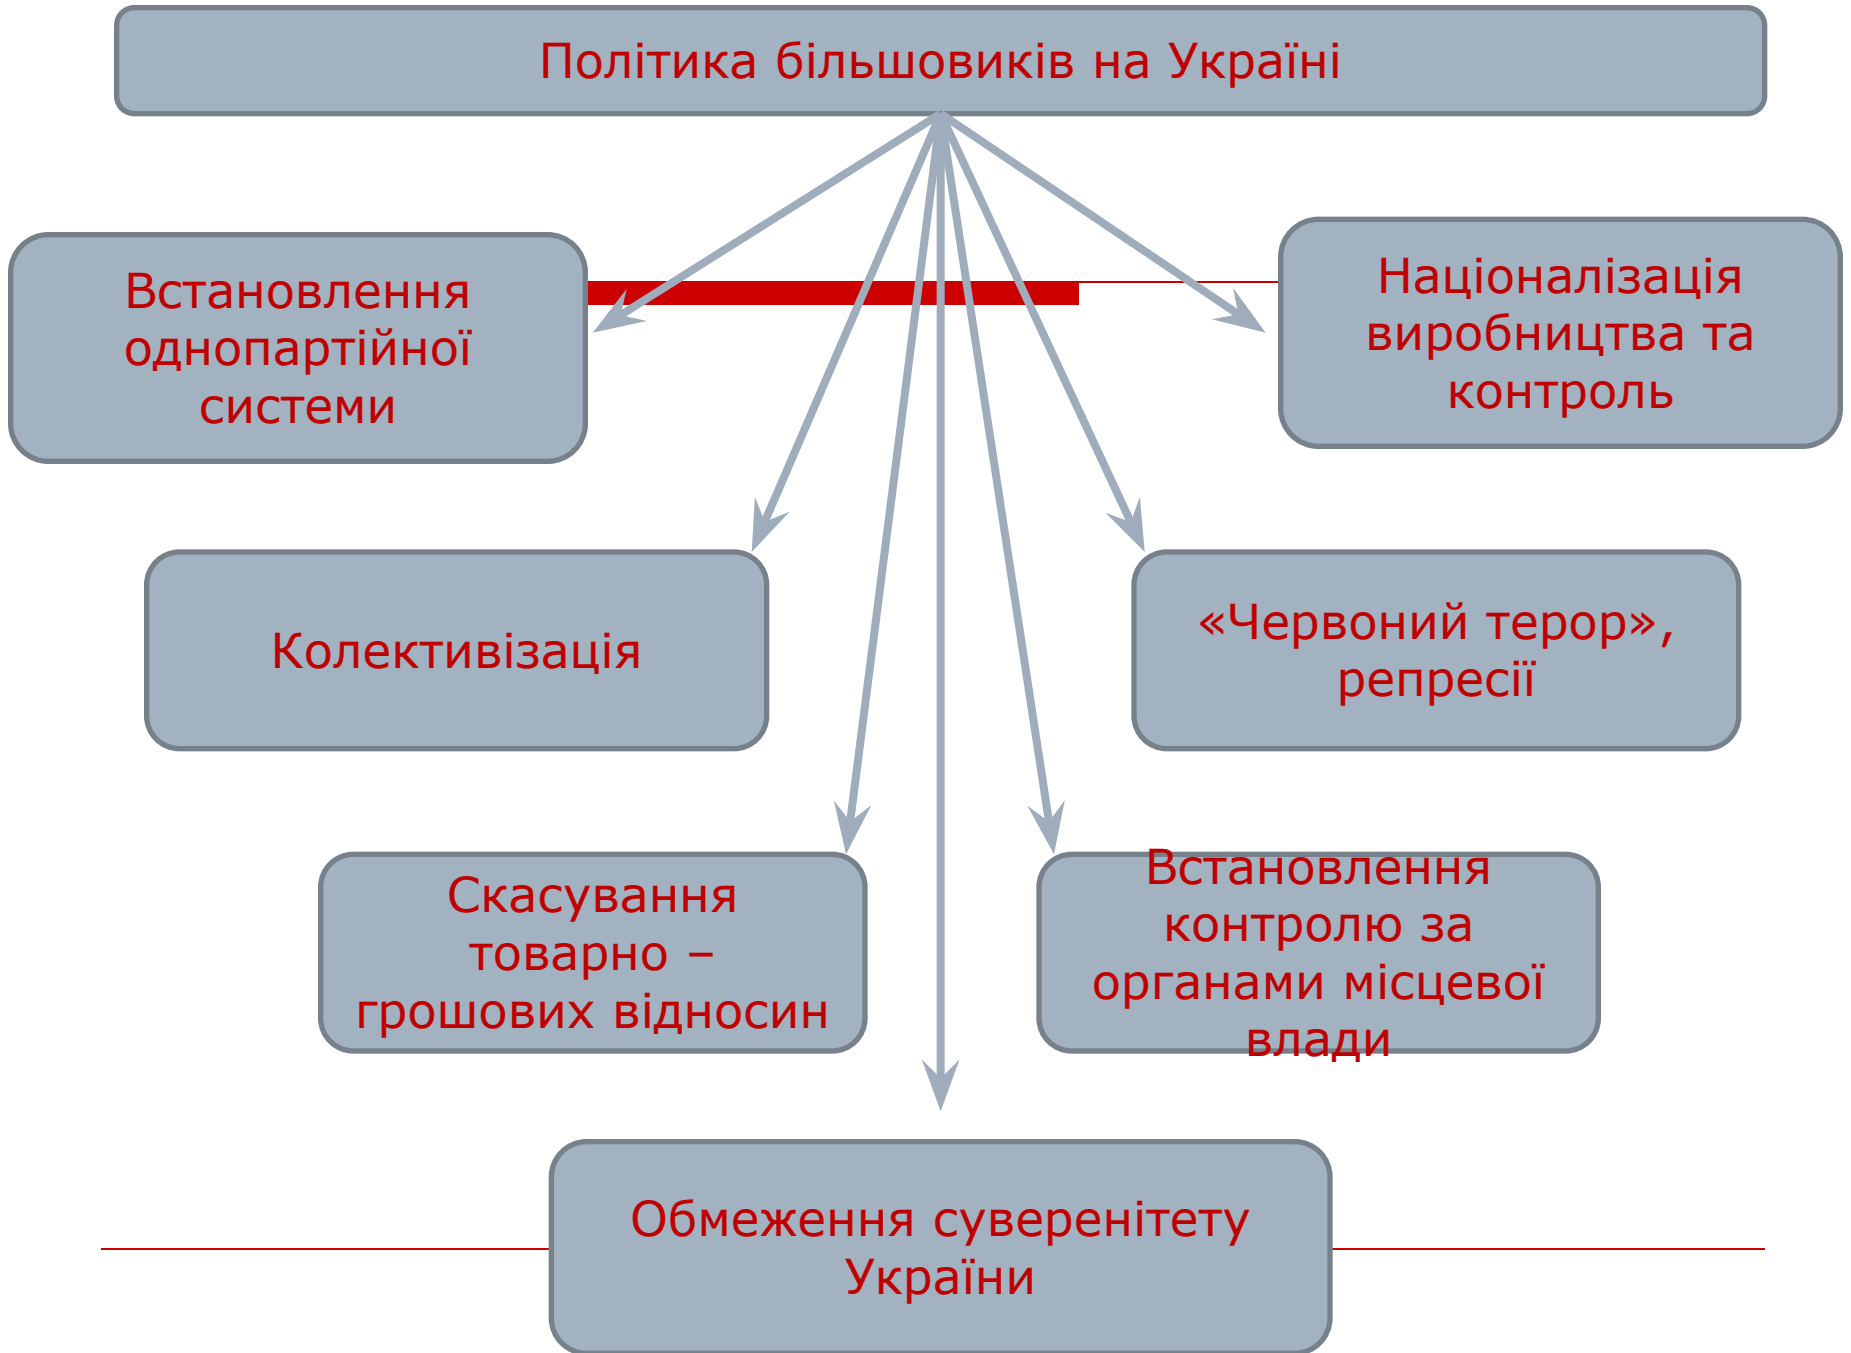 Політика більшовиків на Україні
Встановлення
однопартійної
системи
Націоналізація
виробництва та
контроль
Колективізація
«Червоний терор»,
репресії
Скасування
товарно –
грошових відносин
Встановлення
контролю за
органами місцевої
влади
Обмеження суверенітету
України